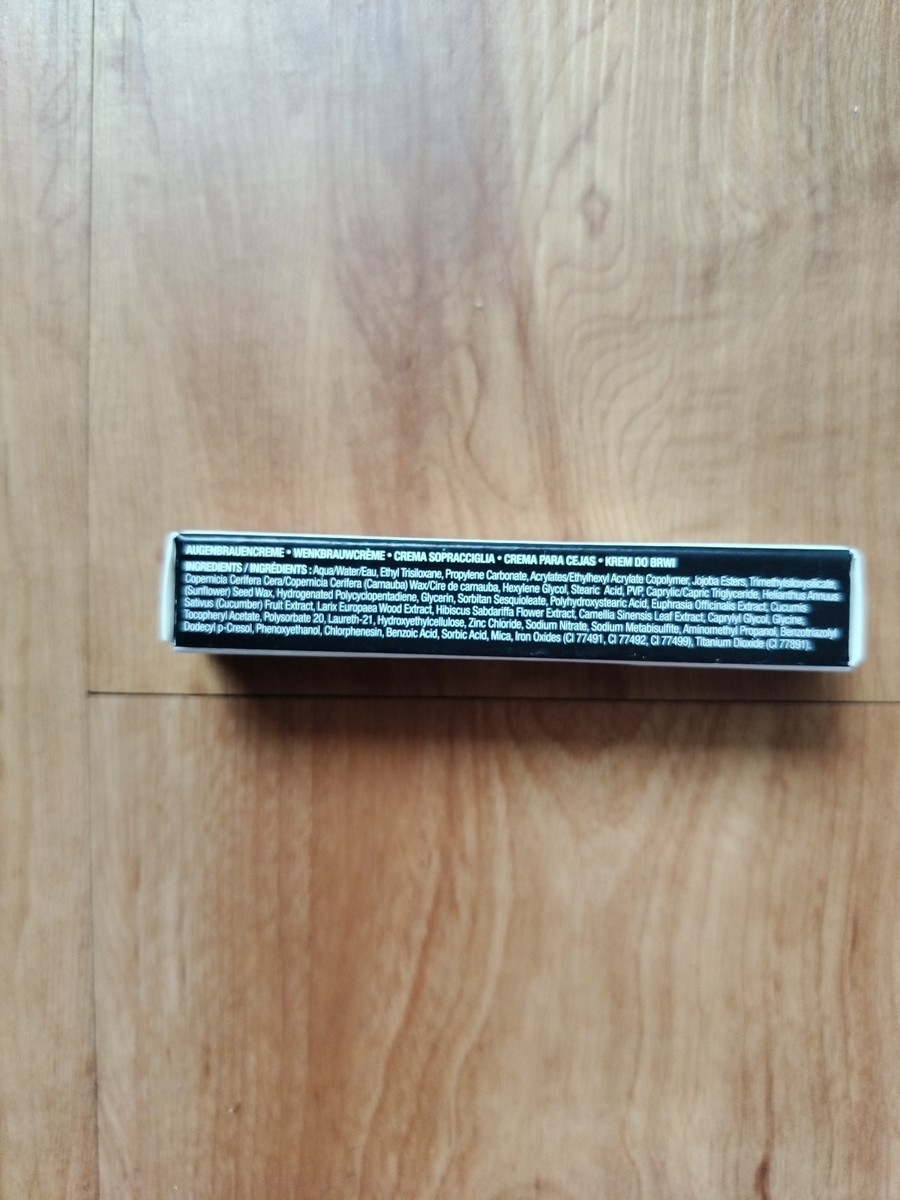 AUGENBRAUENCREME • WENKBRAUWCRÈME • CREMA SOPRACCIGLIA • CREMA PARA CEJAS • KREM DO BRWI
INGREDIENTS / INGRÉDIENTS : Aqua/Water/Eau, Ethyl Trisiloxane, Propylene Carbonate, Acrylates/Ethylhexyl Acrylate Copolymer, Jojoba Esters, Trimethylsiloxysilicate,
Copernicia Cerifera Cera/Copernicia Cerifera (Carnauba) Wax/Cire de carnauba, Hexylene Glycol, Stearic Acid, PVP, Caprylic/Capric Triglyceride, Helianthus Annuus
(Sunflower) Seed Wax, Hydrogenated Polycyclopentadiene, Glycerin, Sorbitan Sesquioleate, Polyhydroxystearic Acid, Euphrasia Officinalis Extract, Cucumis
Sativus (Cucumber) Fruit Extract, Larix Europaea Wood Extract, Hibiscus Sabdariffa Flower Extract, Camellia Sinensis Leaf Extract, Caprylyl Glycol, Glycine,
Tocopheryl Acetate, Polysorbate 20, Laureth-21, Hydroxyethylcellulose, Zinc Chloride, Sodium Nitrate, Sodium Metabisulfite, Aminomethyl Propanol, Benzotriazolyl
Dodecyl p-Cresol, Phenoxyethanol, Chlorphenesin, Benzoic Acid, Sorbic Acid, Mica, Iron Oxides (CI 77491, CI 77492, CI 77499), Titanium Dioxide (CI 77891).